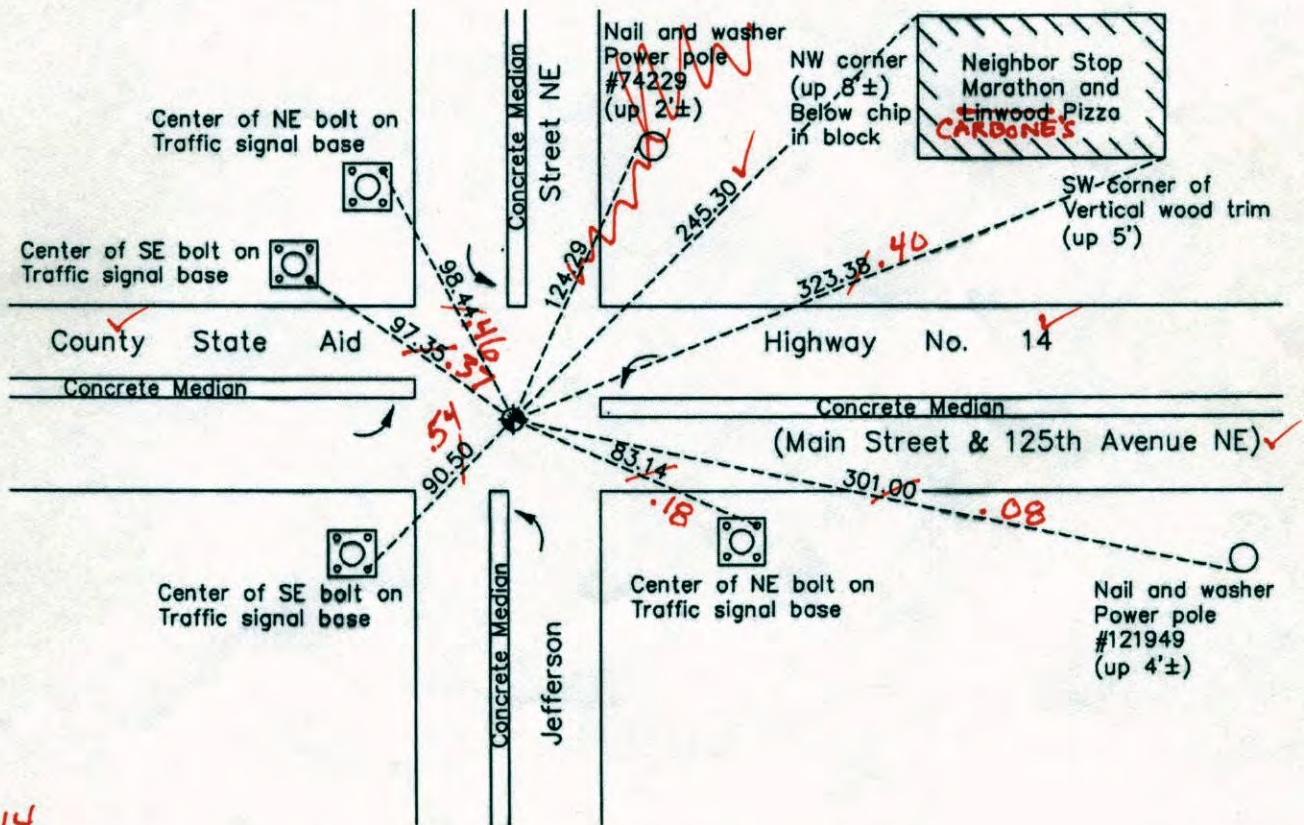 Nail and washer
Power pole
#74229
(up 2'±)
NW corner
(up 8'±)
Below chip
in block
Neighbor Stop
Marathon and
Linwood Pizza
CARBONE'S
Center of NE bolt on
Traffic signal base
Concrete Median
Street NE
SW corner of
Vertical wood trim
(up 5')
Center of SE bolt on
Traffic signal base
98.44
.46
124.29
245.30 ✓
323.38 .40
97.35 .37
County State Aid Highway No. 14
Concrete Median
Concrete Median
(Main Street & 125th Avenue NE)
.54
90.50
83.14
.18
301.00
.08
Center of SE bolt on
Traffic signal base
Concrete Median
Jefferson
Center of NE bolt on
Traffic signal base
Nail and washer
Power pole
#121949
(up 4'±)
14